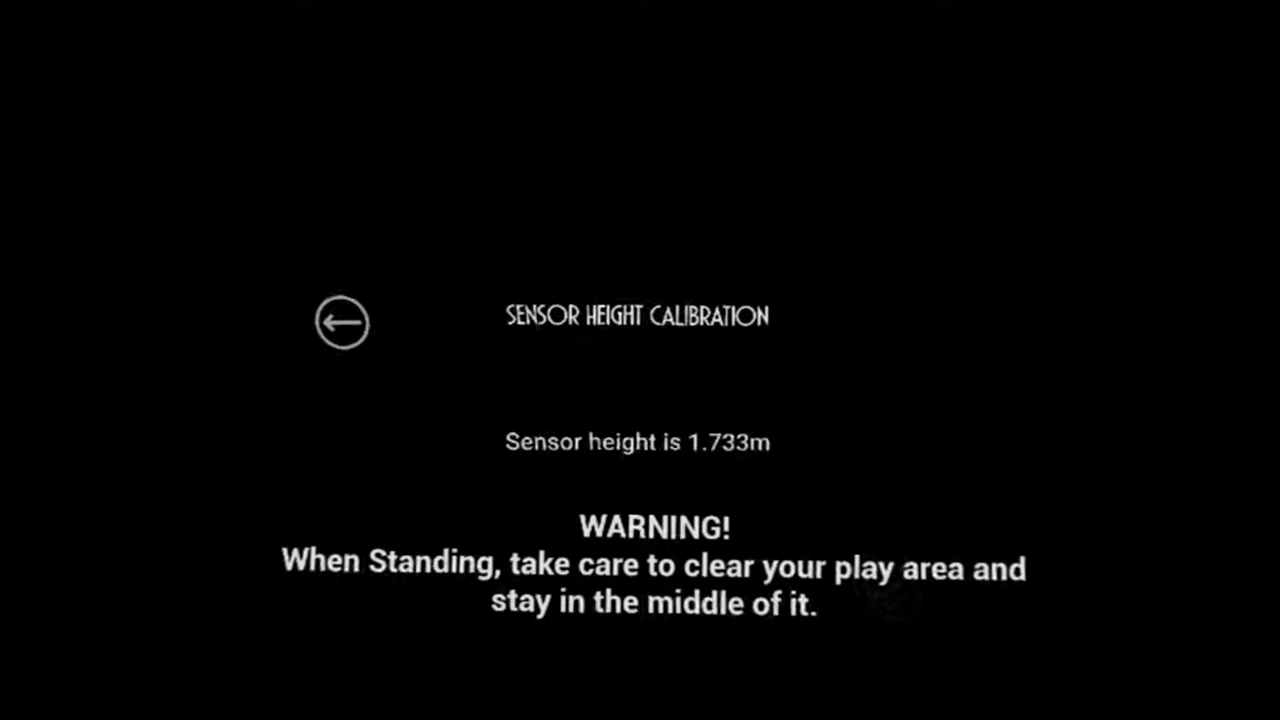 SENSOR HEIGHT CALIBRATION
Sensor height is 1.733m
WARNING!
When Standing, take care to clear your play area and
stay in the middle of it.